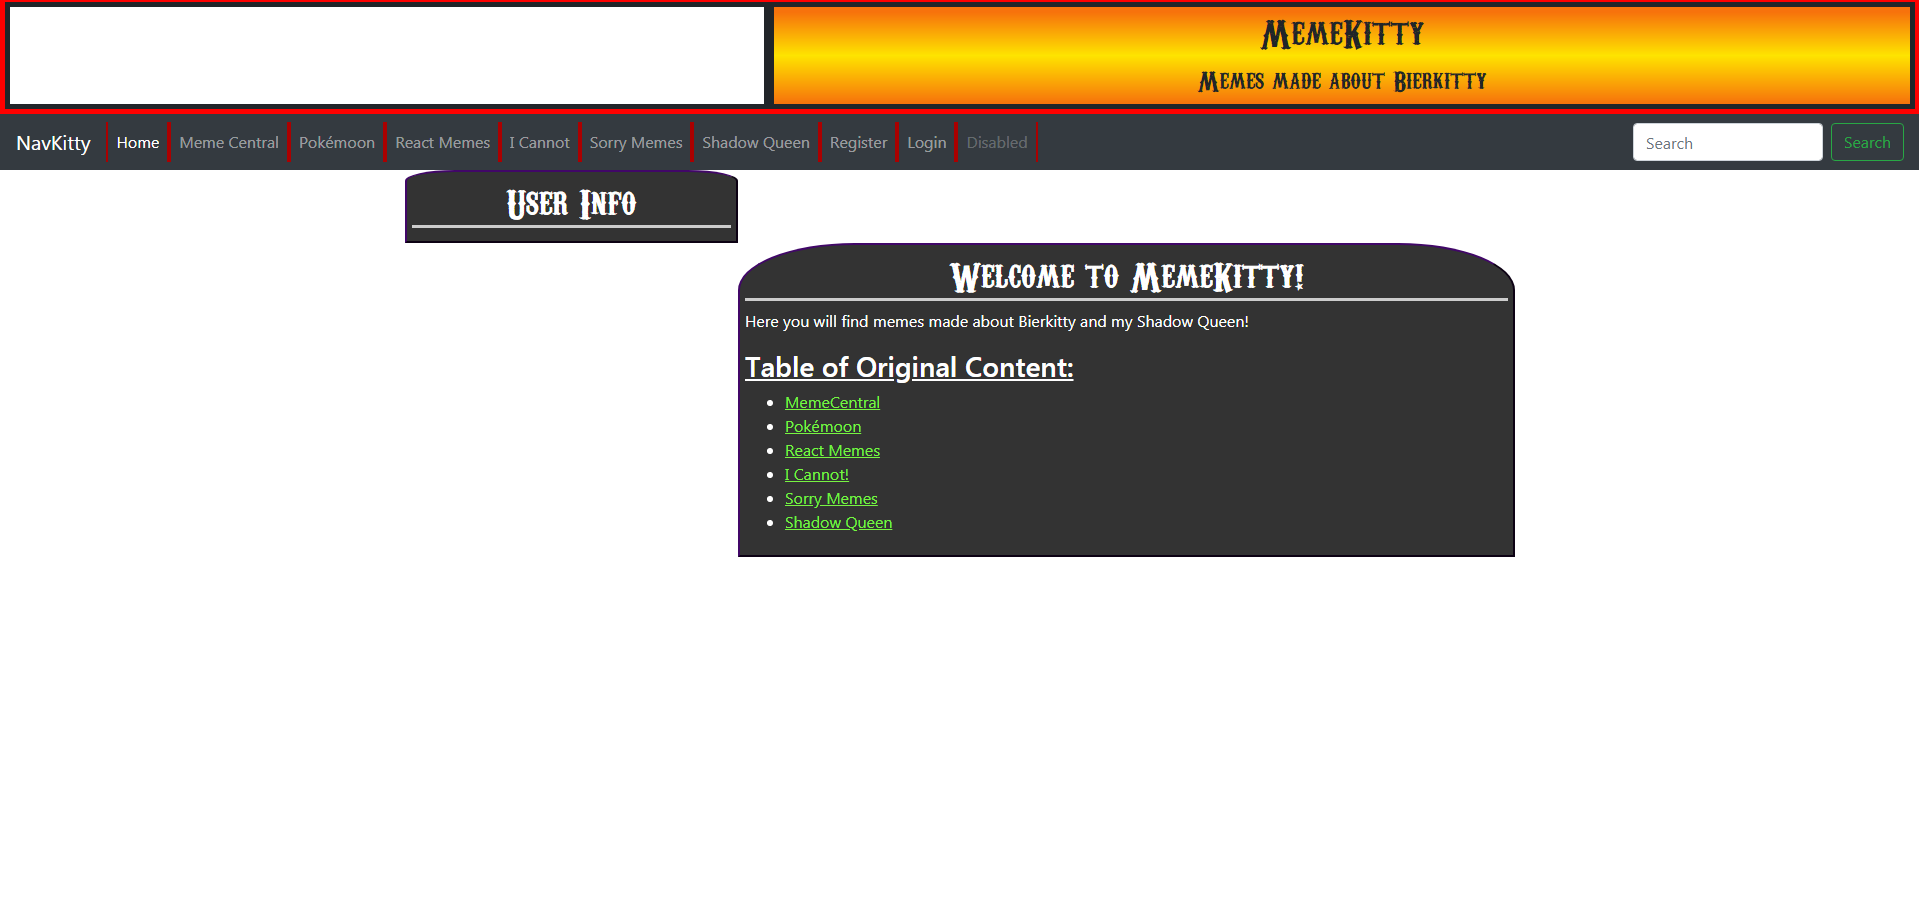 MemeKitty
Memes made about Bierkitty
NavKitty Home Meme Central Pokémoon React Memes I Cannot Sorry Memes Shadow Queen Register Login Disabled Search Search
User Info
Welcome to MemeKitty!
Here you will find memes made about Bierkitty and my Shadow Queen!
Table of Original Content:
MemeCentral
Pokémoon
React Memes
I Cannot!
Sorry Memes
Shadow Queen